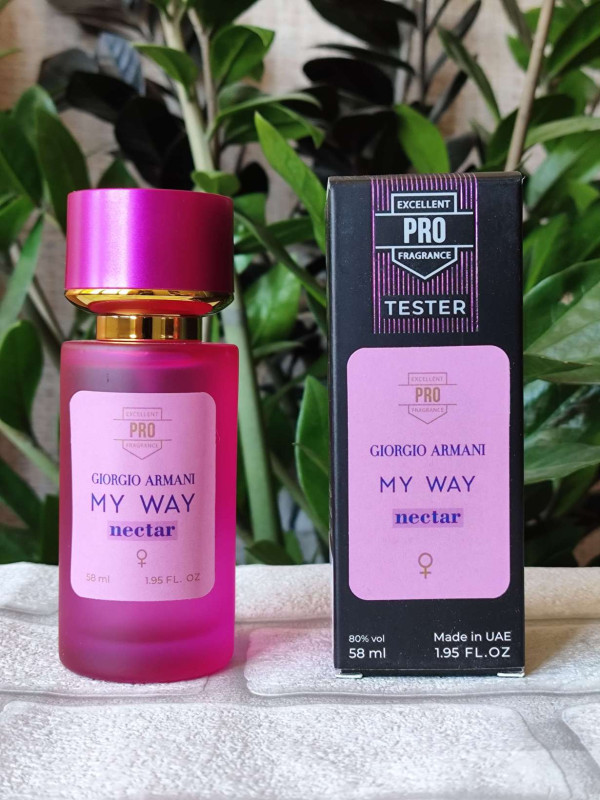 EXCELLENT
PRO
FRAGRANCE
GIORGIO ARMANI
MY WAY
nectar
58 ml 1.95 FL. OZ
EXCELLENT
PRO
FRAGRANCE
TESTER
EXCELLENT
PRO
FRAGRANCE
GIORGIO ARMANI
MY WAY
nectar
80% vol Made in UAE
58 ml 1.95 FL.OZ